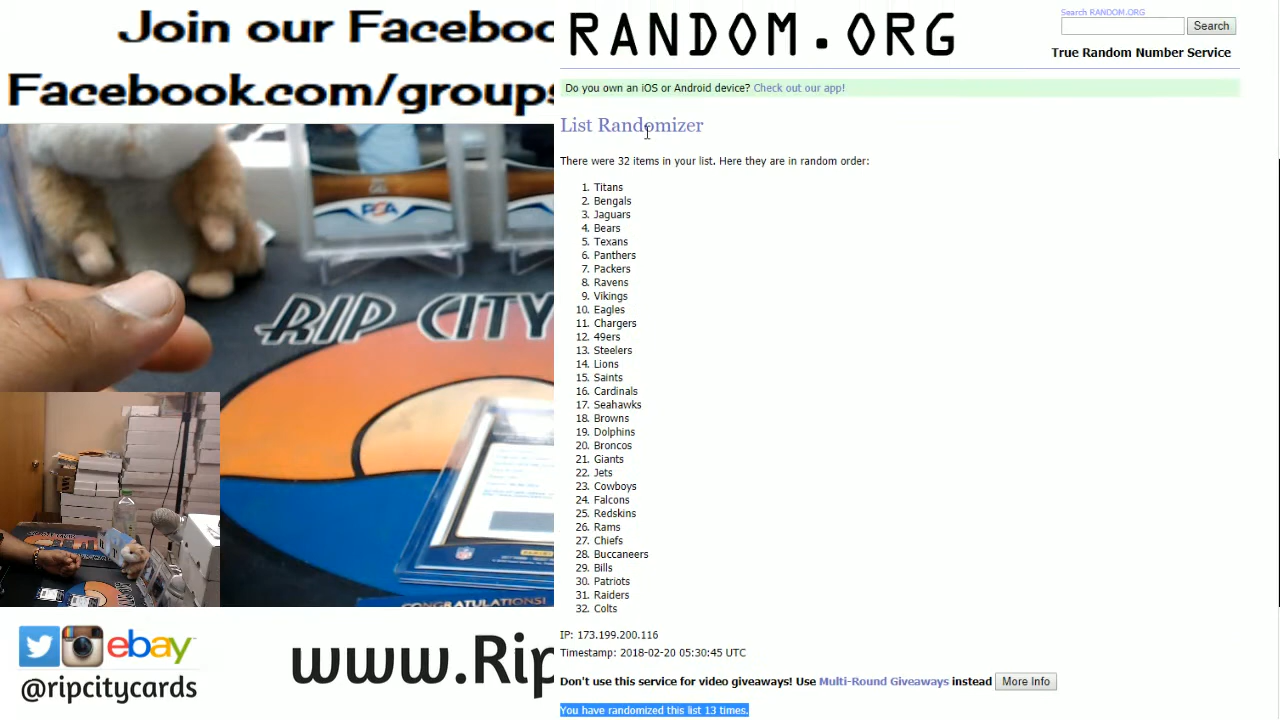 Join our Faceboo
Facebook.com/groups
PSA
RIP CITY
NFL
CONGRATULATIONS!
ebay
@ripcitycards
www.Rip
RANDOM.ORG
Search RANDOM.ORG
Search
True Random Number Service
Do you own an iOS or Android device? Check out our app!
List Randomizer
There were 32 items in your list. Here they are in random order:
1. Titans
2. Bengals
3. Jaguars
4. Bears
5. Texans
6. Panthers
7. Packers
8. Ravens
9. Vikings
10. Eagles
11. Chargers
12. 49ers
13. Steelers
14. Lions
15. Saints
16. Cardinals
17. Seahawks
18. Browns
19. Dolphins
20. Broncos
21. Giants
22. Jets
23. Cowboys
24. Falcons
25. Redskins
26. Rams
27. Chiefs
28. Buccaneers
29. Bills
30. Patriots
31. Raiders
32. Colts
IP: 173.199.200.116
Timestamp: 2018-02-20 05:30:45 UTC
Don't use this service for video giveaways! Use Multi-Round Giveaways instead
More Info
You have randomized this list 13 times.